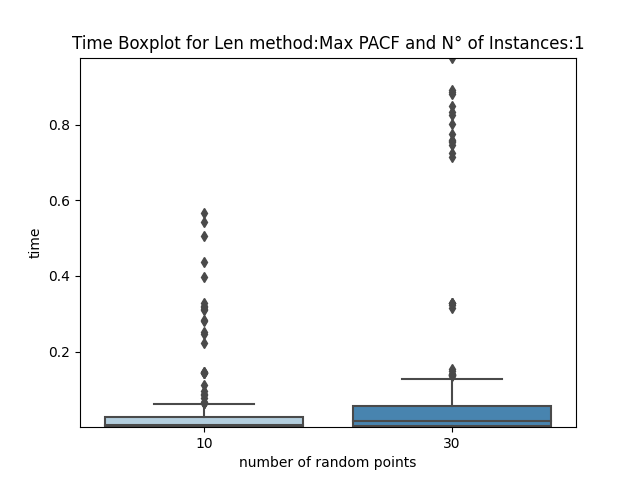 Time Boxplot for Len method:Max PACF and N° of Instances:1
0.8
0.6
0.4
0.2
time
10
30
number of random points